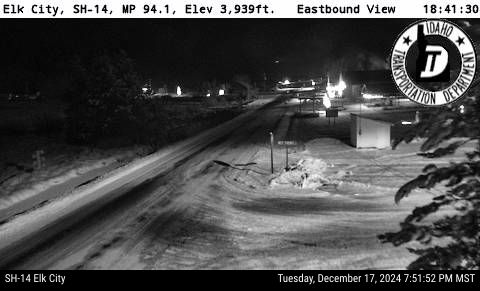 Elk City, SH-14, MP 94.1, Elev 3,939ft. Eastbound View 18:41:30
IDAHO
TRANSPORTATION DEPARTMENT
SH-14 Elk City
Tuesday, December 17, 2024 7:51:52 PM MST